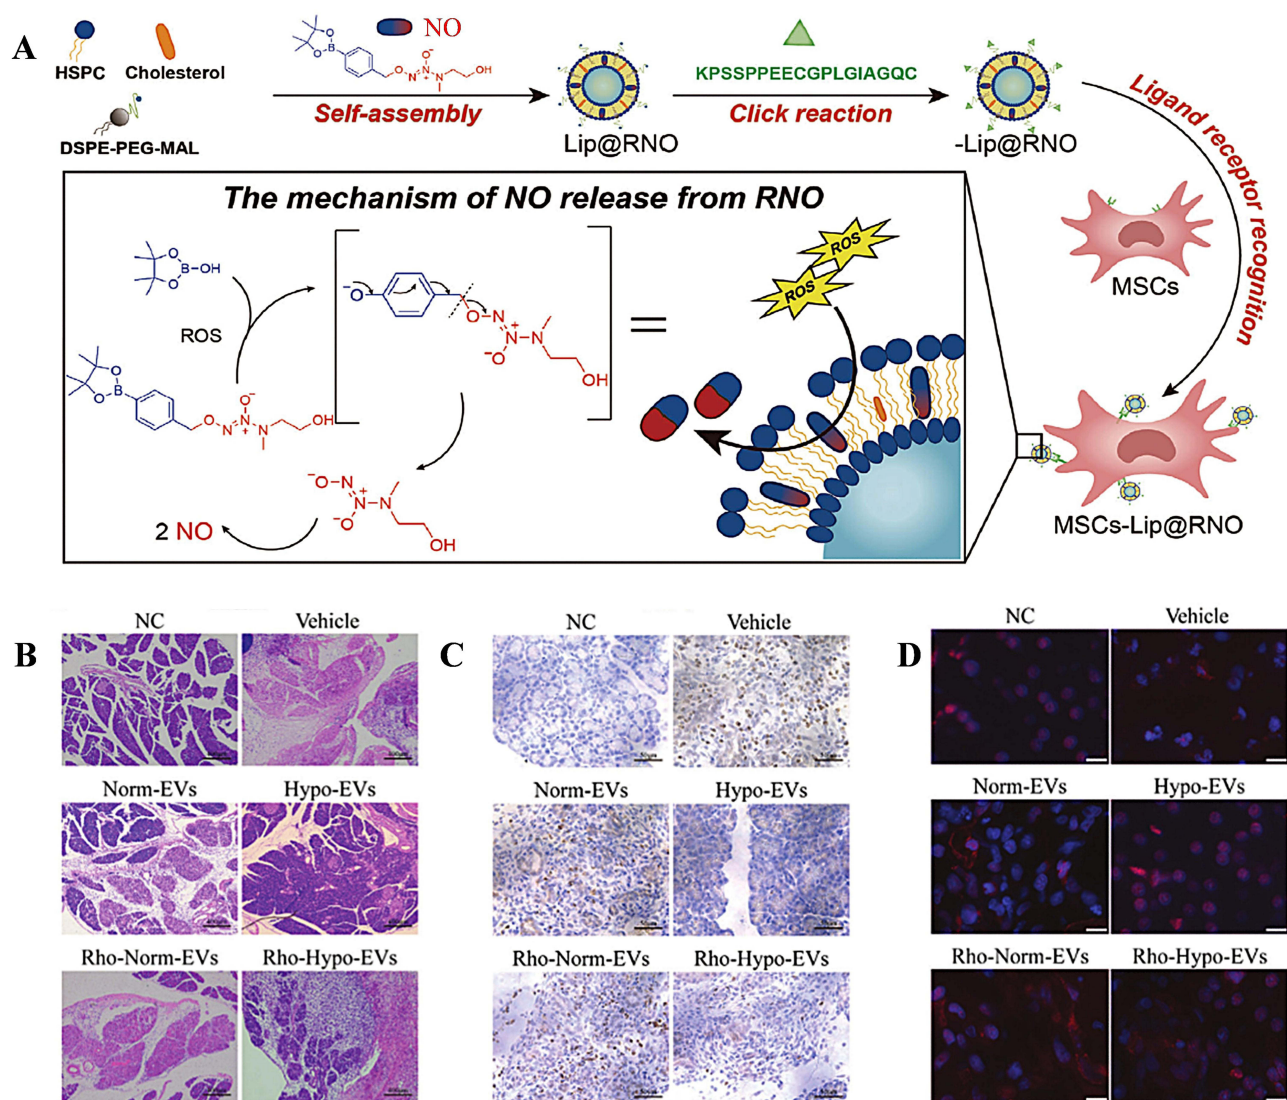 A
HSPC
Cholesterol
DSPE-PEG-MAL
NO
O⁻
B
O
O
O
N
N⁺
N
OH
Self-assembly
Lip@RNO
KPSSPPEECGPLGIAGQC
Click reaction
-Lip@RNO
Ligand receptor recognition
MSCs
MSCs-Lip@RNO
The mechanism of NO release from RNO
O
B-OH
O
ROS
⁻O
O
N
N⁺
⁻O
N
OH
O
B
O
O
N
N⁺
O⁻
N
OH
⁻O
N
N⁺
⁻O
N
OH
2 NO
=
ROS
ROS
B
NC
Vehicle
Norm-EVs
Hypo-EVs
Rho-Norm-EVs
Rho-Hypo-EVs
C
NC
Vehicle
Norm-EVs
Hypo-EVs
Rho-Norm-EVs
Rho-Hypo-EVs
D
NC
Vehicle
Norm-EVs
Hypo-EVs
Rho-Norm-EVs
Rho-Hypo-EVs